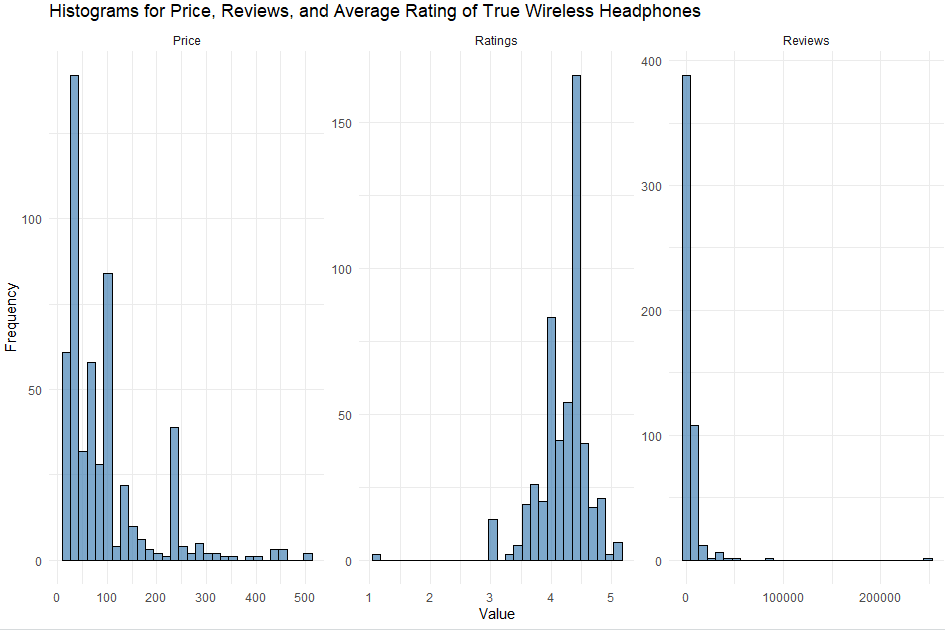 Histograms for Price, Reviews, and Average Rating of True Wireless Headphones
Price
Ratings
Reviews
Frequency
100
50
0
0 100 200 300 400 500
150
100
50
0
1 2 3 4 5
400
300
200
100
0
0 100000 200000
Value